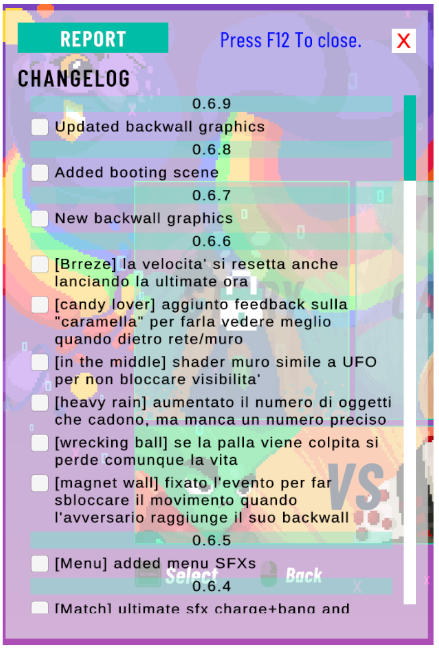 REPORT
Press F12 To close.
X
CHANGELOG
0.6.9
Updated backwall graphics
0.6.8
Added booting scene
0.6.7
New backwall graphics
0.6.6
[Brreze] la velocita' si resetta anche
lanciando la ultimate ora
[candy lover] aggiunto feedback sulla
"caramella" per farla vedere meglio
quando dietro rete/muro
[in the middle] shader muro simile a UFO
per non bloccare visibilita'
[heavy rain] aumentato il numero di oggetti
che cadono, ma manca un numero preciso
[wrecking ball] se la palla viene colpita si
perde comunque la vita
[magnet wall] fixato l'evento per far
sbloccare il movimento quando
l'avversario raggiunge il suo backwall
VS
0.6.5
[Menu] added menu SFXs
Select
Back
0.6.4
[Match] ultimate sfx charge+bang and